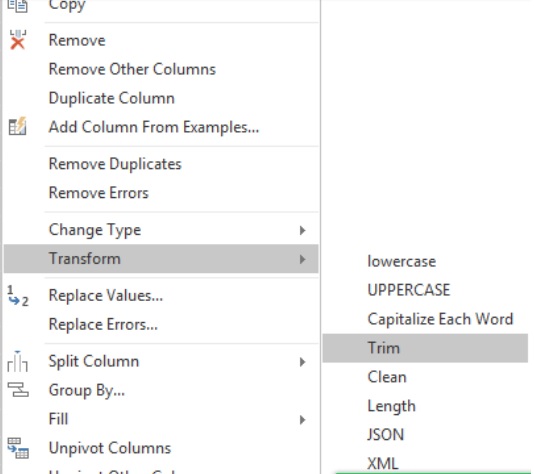 Copy
Remove
Remove Other Columns
Duplicate Column
Add Column From Examples...
Remove Duplicates
Remove Errors
Change Type
Transform
Replace Values...
Replace Errors...
Split Column
Group By...
Fill
Unpivot Columns
lowercase
UPPERCASE
Capitalize Each Word
Trim
Clean
Length
JSON
XML